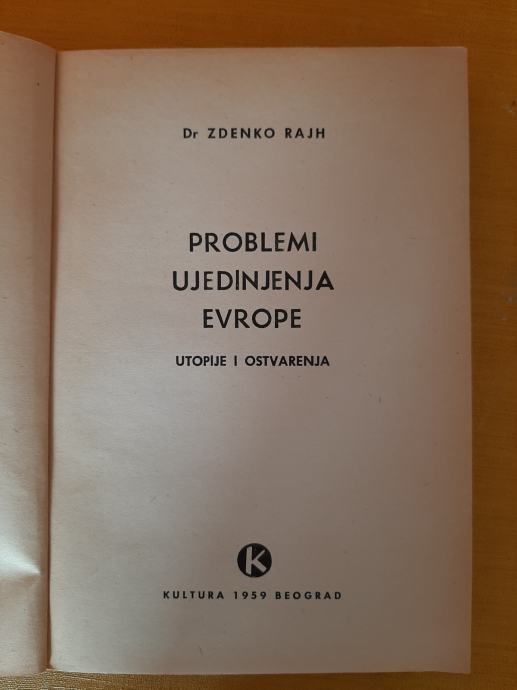 Dr ZDENKO RAJH
PROBLEMI
UJEDINJENJA
EVROPE
UTOPIJE I OSTVARENJA
K
KULTURA 1959 BEOGRAD